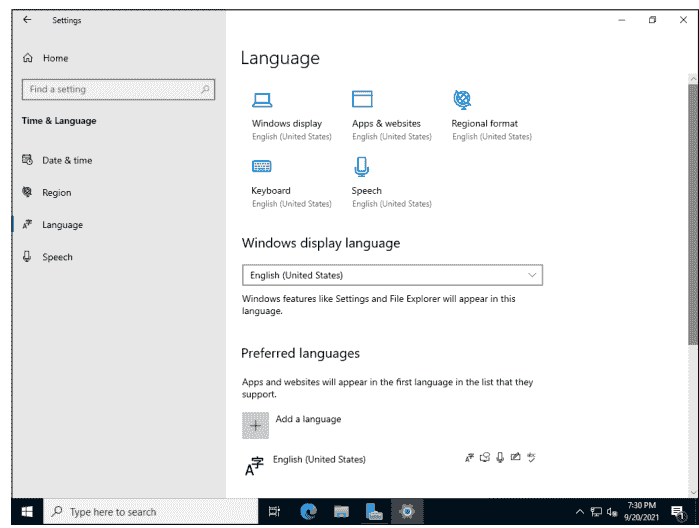 Settings
Home
Find a setting
Time & Language
Date & time
Region
Language
Speech
Language
Windows display Apps & websites Regional format
English (United States) English (United States) English (United States)
Keyboard Speech
English (United States) English (United States)
Windows display language
English (United States)
Windows features like Settings and File Explorer will appear in this
language.
Preferred languages
Apps and websites will appear in the first language in the list that they
support.
Add a language
English (United States)
Type here to search
7:30 PM
9/20/2021